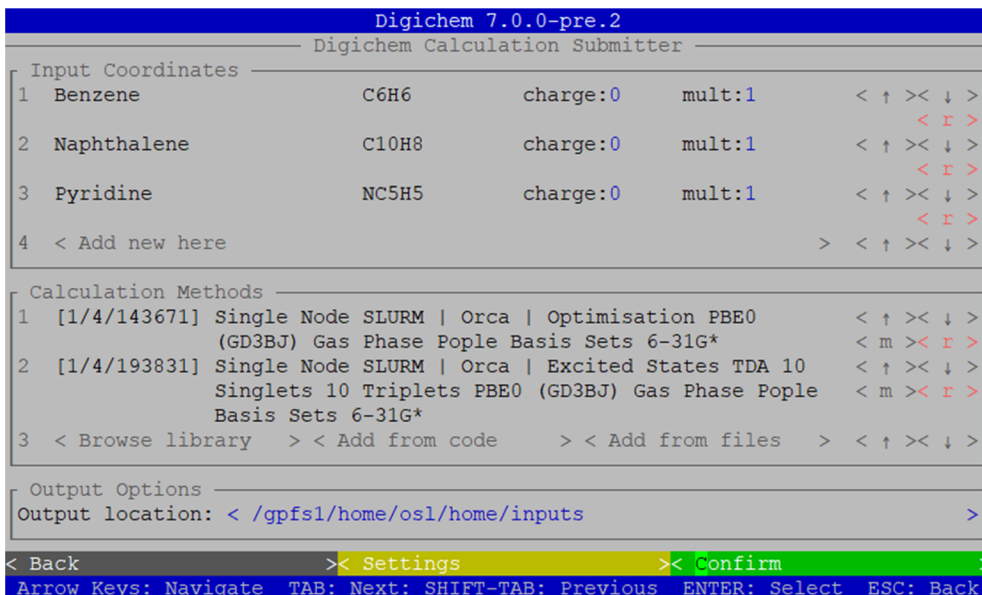 Digichem 7.0.0-pre.2
Digichem Calculation Submitter
Input Coordinates
1 Benzene C6H6 charge:0 mult:1 < ↑ >< ↓ >
< r >
2 Naphthalene C10H8 charge:0 mult:1 < ↑ >< ↓ >
< r >
3 Pyridine NC5H5 charge:0 mult:1 < ↑ >< ↓ >
< r >
4 < Add new here > < ↑ >< ↓ >
Calculation Methods
1 [1/4/143671] Single Node SLURM | Orca | Optimisation PBE0 < ↑ >< ↓ >
(GD3BJ) Gas Phase Pople Basis Sets 6-31G* < m >< r >
2 [1/4/193831] Single Node SLURM | Orca | Excited States TDA 10 < ↑ >< ↓ >
Singlets 10 Triplets PBE0 (GD3BJ) Gas Phase Pople < m >< r >
Basis Sets 6-31G*
3 < Browse library > < Add from code > < Add from files > < ↑ >< ↓ >
Output Options
Output location: < /gpfs1/home/osl/home/inputs >
< Back >< Settings >< Confirm >
Arrow Keys: Navigate TAB: Next: SHIFT-TAB: Previous ENTER: Select ESC: Back